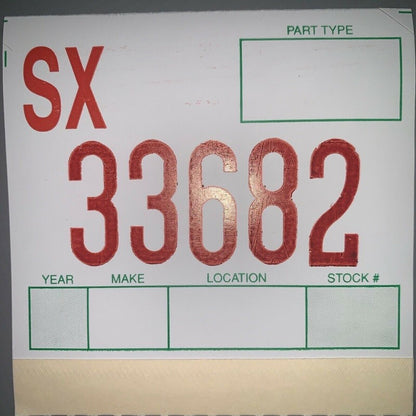 PART TYPE
SX
33682
YEAR MAKE LOCATION STOCK #